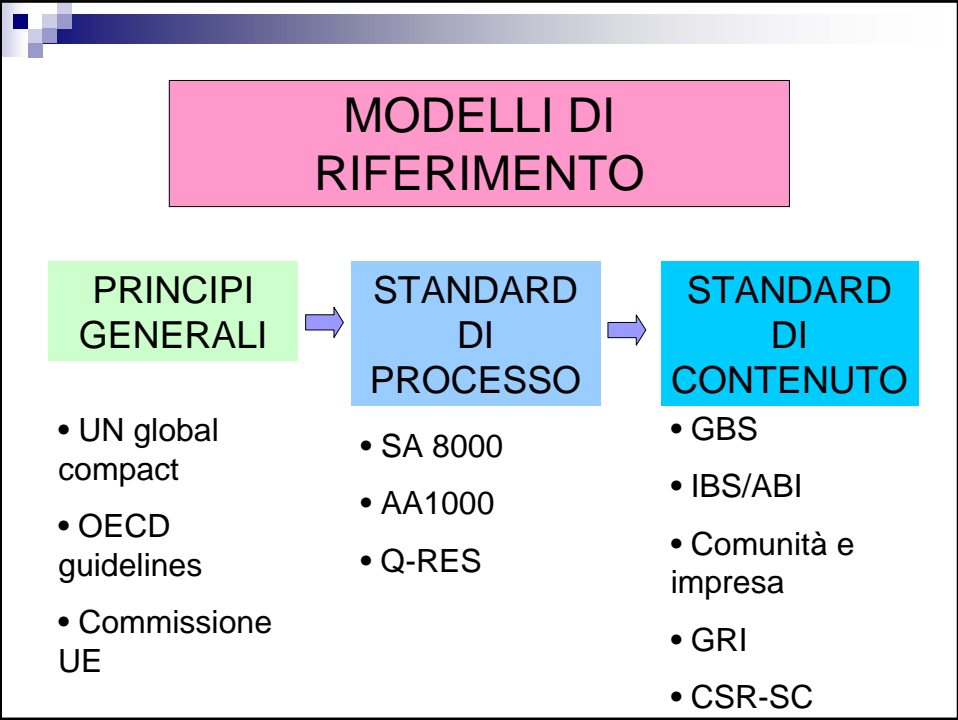 MODELLI DI
RIFERIMENTO
PRINCIPI
GENERALI
STANDARD
DI
PROCESSO
STANDARD
DI
CONTENUTO
• UN global
compact
• OECD
guidelines
• Commissione
UE
• SA 8000
• AA1000
• Q-RES
• GBS
• IBS/ABI
• Comunità e
impresa
• GRI
• CSR-SC